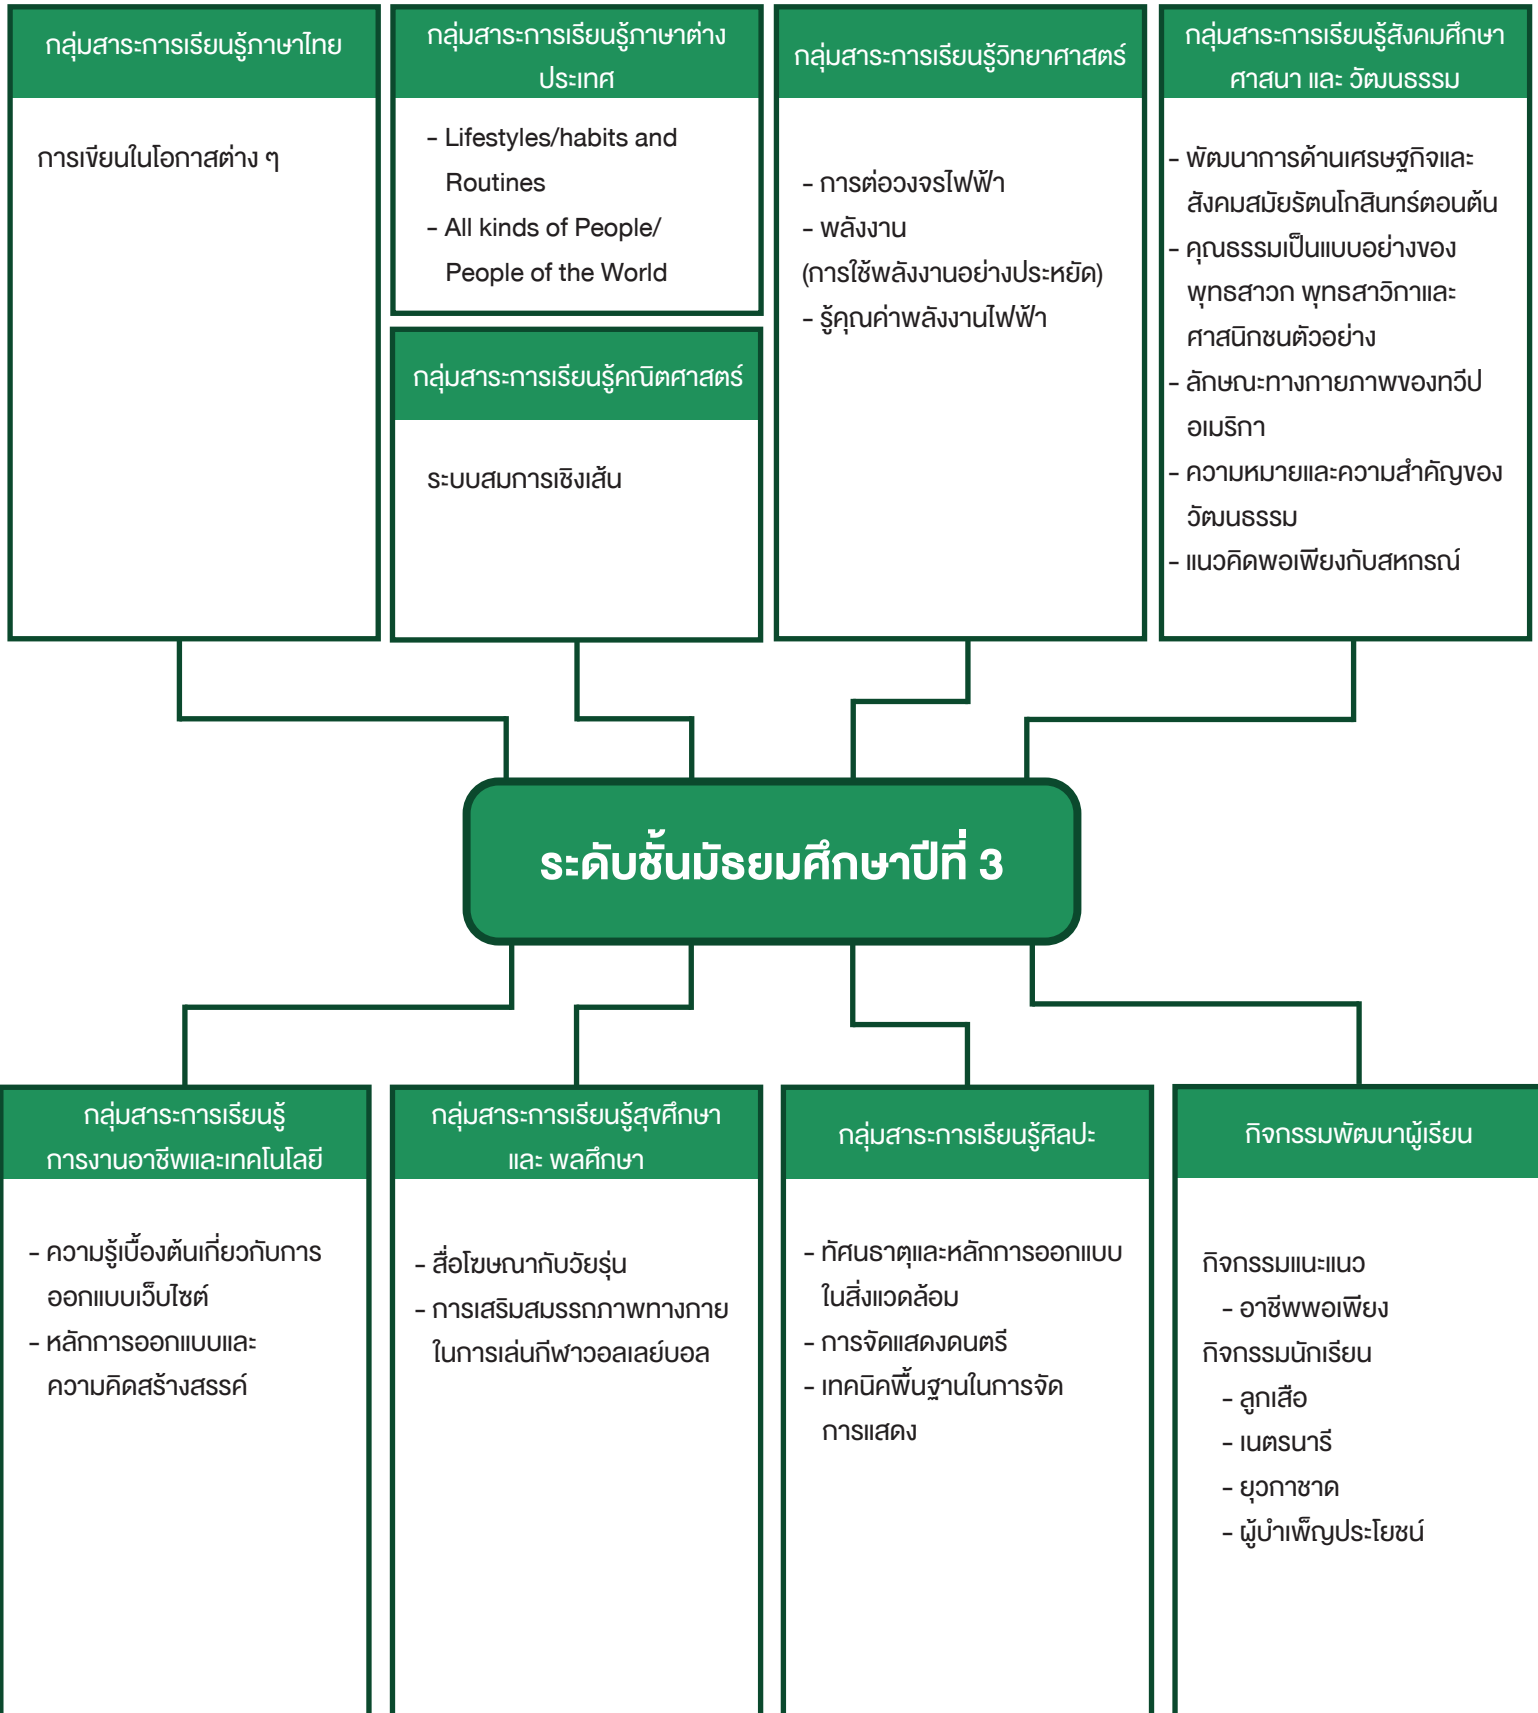 กลุ่มสาระการเรียนรู้ภาษาไทย
การเขียนในโอกาสต่าง ๆ
กลุ่มสาระการเรียนรู้ภาษาต่าง
ประเทศ
- Lifestyles/habits and
Routines
- All kinds of People/
People of the World
กลุ่มสาระการเรียนรู้คณิตศาสตร์
ระบบสมการเชิงเส้น
กลุ่มสาระการเรียนรู้วิทยาศาสตร์
- การต่อวงจรไฟฟ้า
- พลังงาน
(การใช้พลังงานอย่างประหยัด)
- รู้คุณค่าพลังงานไฟฟ้า
กลุ่มสาระการเรียนรู้สังคมศึกษา
ศาสนา และ วัฒนธรรม
- พัฒนาการด้านเศรษฐกิจและ
สังคมสมัยรัตนโกสินทร์ตอนต้น
- คุณธรรมเป็นแบบอย่างของ
พุทธสาวก พุทธสาวิกาและ
ศาสนิกชนตัวอย่าง
- ลักษณะทางกายภาพของทวีป
อเมริกา
- ความหมายและความสำคัญของ
วัฒนธรรม
- แนวคิดพอเพียงกับสหกรณ์
ระดับชั้นมัธยมศึกษาปีที่ 3
กลุ่มสาระการเรียนรู้
การงานอาชีพและเทคโนโลยี
- ความรู้เบื้องต้นเกี่ยวกับการ
ออกแบบเว็บไซต์
- หลักการออกแบบและ
ความคิดสร้างสรรค์
กลุ่มสาระการเรียนรู้สุขศึกษา
และ พลศึกษา
- สื่อโฆษณากับวัยรุ่น
- การเสริมสมรรถภาพทางกาย
ในการเล่นกีฬาวอลเลย์บอล
กลุ่มสาระการเรียนรู้ศิลปะ
- ทัศนธาตุและหลักการออกแบบ
ในสิ่งแวดล้อม
- การจัดแสดงดนตรี
- เทคนิคพื้นฐานในการจัด
การแสดง
กิจกรรมพัฒนาผู้เรียน
กิจกรรมแนะแนว
- อาชีพพอเพียง
กิจกรรมนักเรียน
- ลูกเสือ
- เนตรนารี
- ยุวกาชาด
- ผู้บำเพ็ญประโยชน์